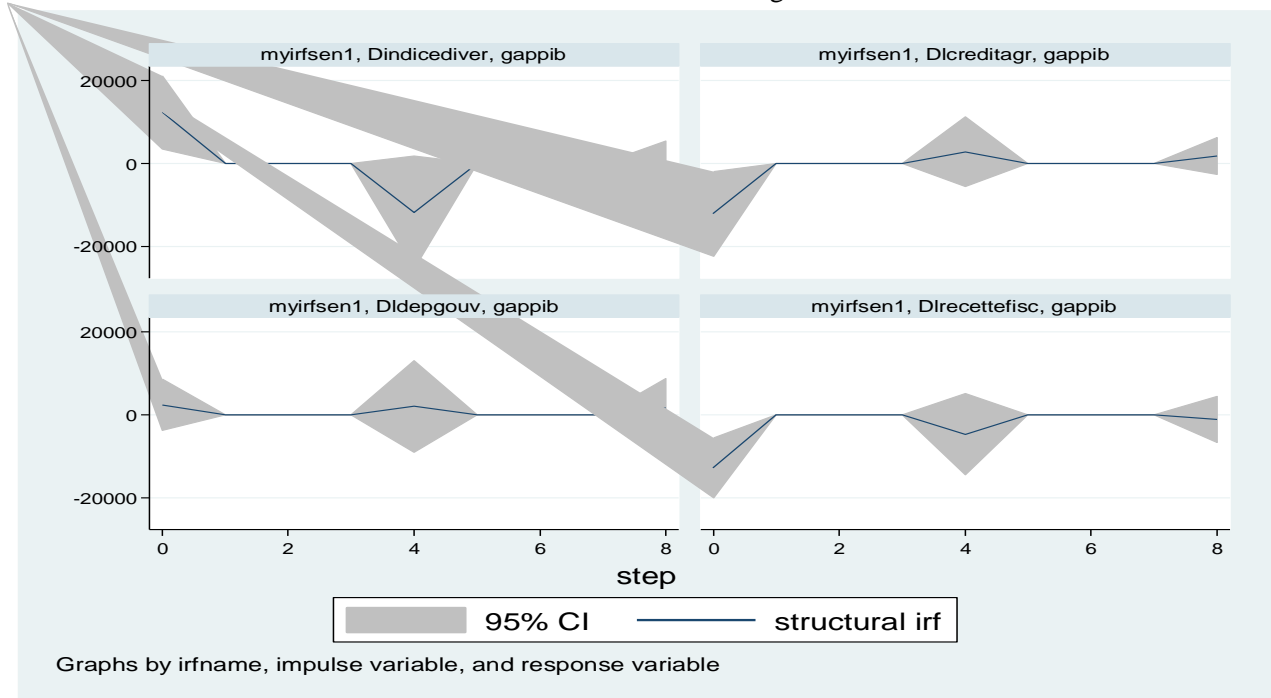 myirfsen1, Dindicediver, gappib
myirfsen1, Dlcreditagr, gappib
20000
0
-20000
myirfsen1, Dldepgouv, gappib
myirfsen1, Dlrecettefisc, gappib
20000
0
-20000
0 2 4 6 8
0 2 4 6 8
step
95% CI
structural irf
Graphs by irfname, impulse variable, and response variable